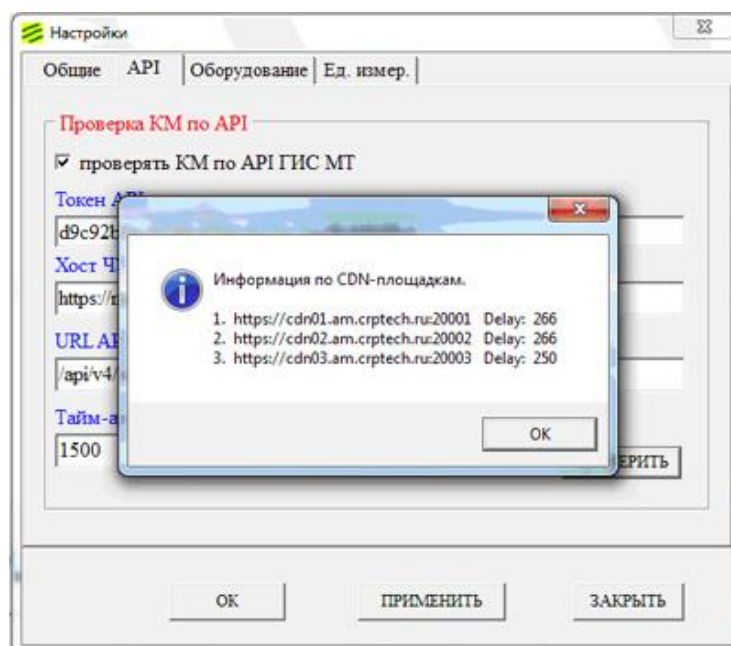 Настройки
Общие API Оборудование Ед. измер.
Проверка КМ по API
проверять КМ по API ГИС МТ
Токен
d9c92b
Хост
https://
Информация по CDN-площадкам.
1. https://cdn01.am.crptech.ru:20001 Delay: 266
2. https://cdn02.am.crptech.ru:20002 Delay: 266
3. https://cdn03.am.crptech.ru:20003 Delay: 250
OK
URL
/api/v4/
Тайм-а
1500
ЕРИТЬ
ОК ПРИМЕНИТЬ ЗАКРЫТЬ